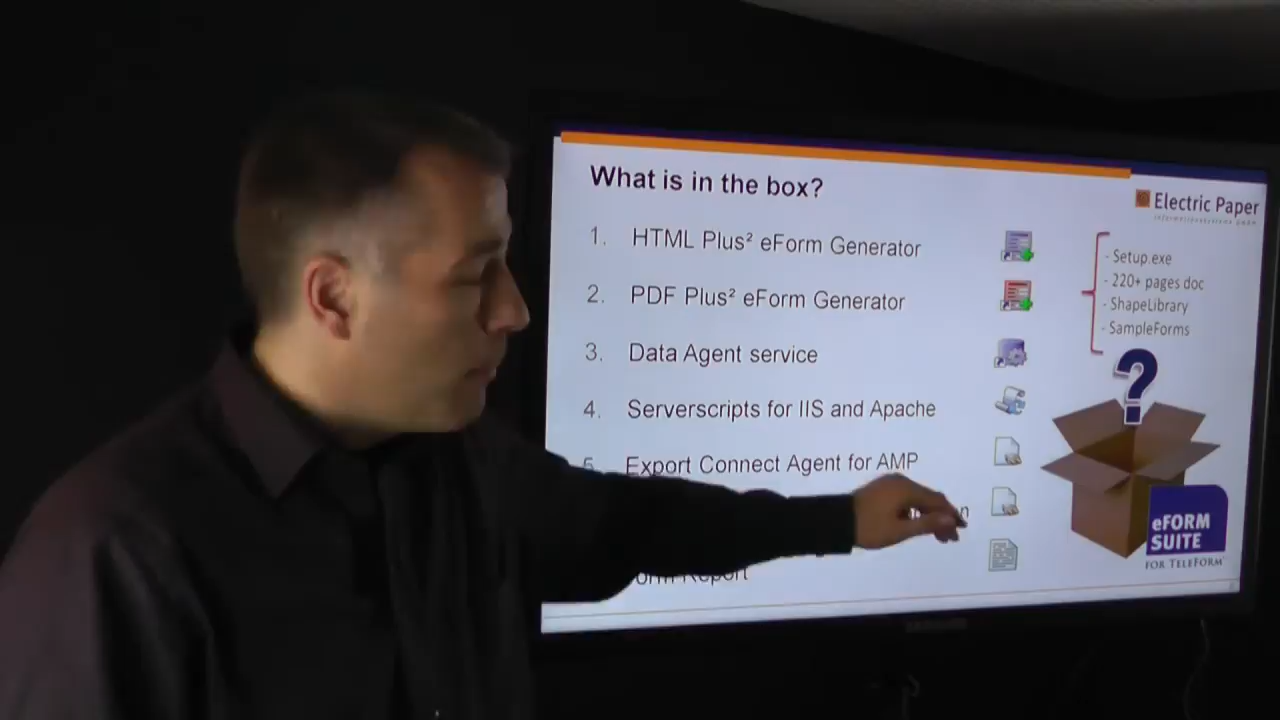 What is in the box?
Electric Paper
1. HTML Plus² eForm Generator
2. PDF Plus² eForm Generator
3. Data Agent service
4. Serverscripts for IIS and Apache
5. Export Connect Agent for AMP
Report
- Setup.exe
- 220+ pages doc
- ShapeLibrary
- SampleForms
?
eFORM
SUITE
FOR TELEFORM